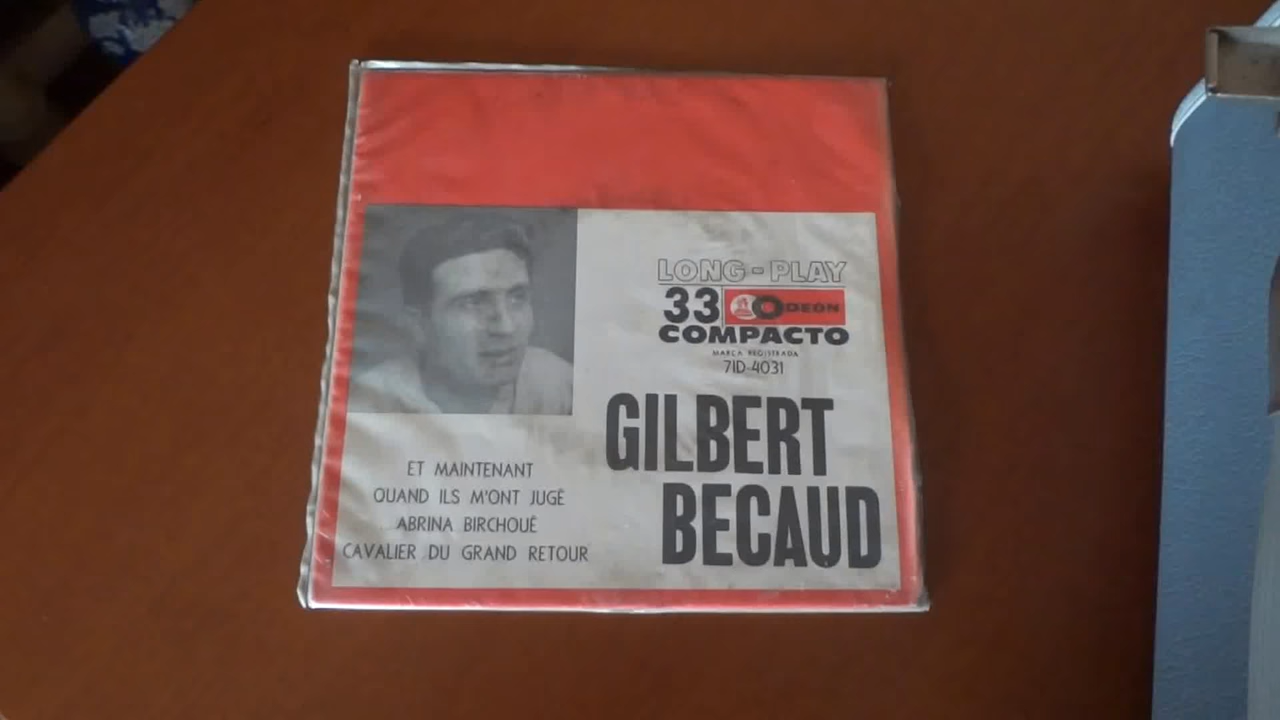 LONG-PLAY
33 ODEON
COMPACTO
MARCA REGISTRADA
7ID-4031
GILBERT
BECAUD
ET MAINTENANT
QUAND ILS M'ONT JUGÉ
ABRINA BIRCHOUÉ
CAVALIER DU GRAND RETOUR